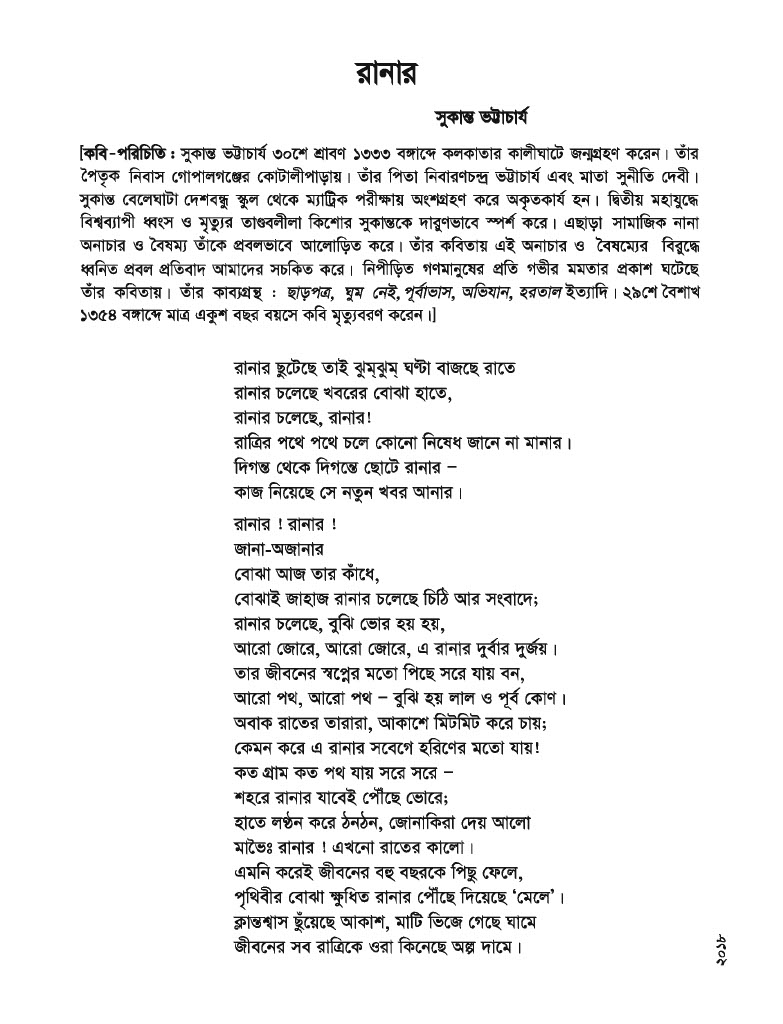 রানার
সুকান্ত ভট্টাচার্য
[কবি-পরিচিতি : সুকান্ত ভট্টাচার্য ৩০শে শ্রাবণ ১৩৩৩ বঙ্গাব্দে কলকাতার কালীঘাটে জন্মগ্রহণ করেন। তাঁর
পৈতৃক নিবাস গোপালগঞ্জের কোটালীপাড়ায়। তাঁর পিতা নিবারণচন্দ্র ভট্টাচার্য এবং মাতা সুনীতি দেবী।
সুকান্ত বেলেঘাটা দেশবন্ধু স্কুল থেকে ম্যাট্রিক পরীক্ষায় অংশগ্রহণ করে অকৃতকার্য হন। দ্বিতীয় মহাযুদ্ধে
বিশ্বব্যাপী ধ্বংস ও মৃত্যুর তাণ্ডবলীলা কিশোর সুকান্তকে দারুণভাবে স্পর্শ করে। এছাড়া সামাজিক নানা
অনাচার ও বৈষম্য তাঁকে প্রবলভাবে আলোড়িত করে। তাঁর কবিতায় এই অনাচার ও বৈষম্যের বিরুদ্ধে
ধ্বনিত প্রবল প্রতিবাদ আমাদের সচকিত করে। নিপীড়িত গণমানুষের প্রতি গভীর মমতার প্রকাশ ঘটেছে
তাঁর কবিতায়। তাঁর কাব্যগ্রন্থ : ছাড়পত্র, ঘুম নেই, পূর্বাভাস, অভিযান, হরতাল ইত্যাদি। ২৯শে বৈশাখ
১৩৫৪ বঙ্গাব্দে মাত্র একুশ বছর বয়সে কবি মৃত্যুবরণ করেন।]
রানার ছুটেছে তাই ঝুম্‌ঝুম্ ঘণ্টা বাজছে রাতে
রানার চলেছে খবরের বোঝা হাতে,
রানার চলেছে, রানার!
রাত্রির পথে পথে চলে কোনো নিষেধ জানে না মানার।
দিগন্ত থেকে দিগন্তে ছোটে রানার –
কাজ নিয়েছে সে নতুন খবর আনার।
রানার ! রানার !
জানা-অজানার
বোঝা আজ তার কাঁধে,
বোঝাই জাহাজ রানার চলেছে চিঠি আর সংবাদে;
রানার চলেছে, বুঝি ভোর হয় হয়,
আরো জোরে, আরো জোরে, এ রানার দুর্বার দুর্জয়।
তার জীবনের স্বপ্নের মতো পিছে সরে যায় বন,
আরো পথ, আরো পথ – বুঝি হয় লাল ও পূর্ব কোণ।
অবাক রাতের তারারা, আকাশে মিটমিট করে চায়;
কেমন করে এ রানার সবেগে হরিণের মতো যায়!
কত গ্রাম কত পথ যায় সরে সরে –
শহরে রানার যাবেই পৌঁছে ভোরে;
হাতে লণ্ঠন করে ঠনঠন, জোনাকিরা দেয় আলো
মাভৈঃ রানার ! এখনো রাতের কালো।
এমনি করেই জীবনের বহু বছরকে পিছু ফেলে,
পৃথিবীর বোঝা ক্ষুধিত রানার পৌঁছে দিয়েছে ‘মেলে’।
ক্লান্তশ্বাস ছুঁয়েছে আকাশ, মাটি ভিজে গেছে ঘামে
জীবনের সব রাত্রিকে ওরা কিনেছে অল্প দামে।
২০১৮